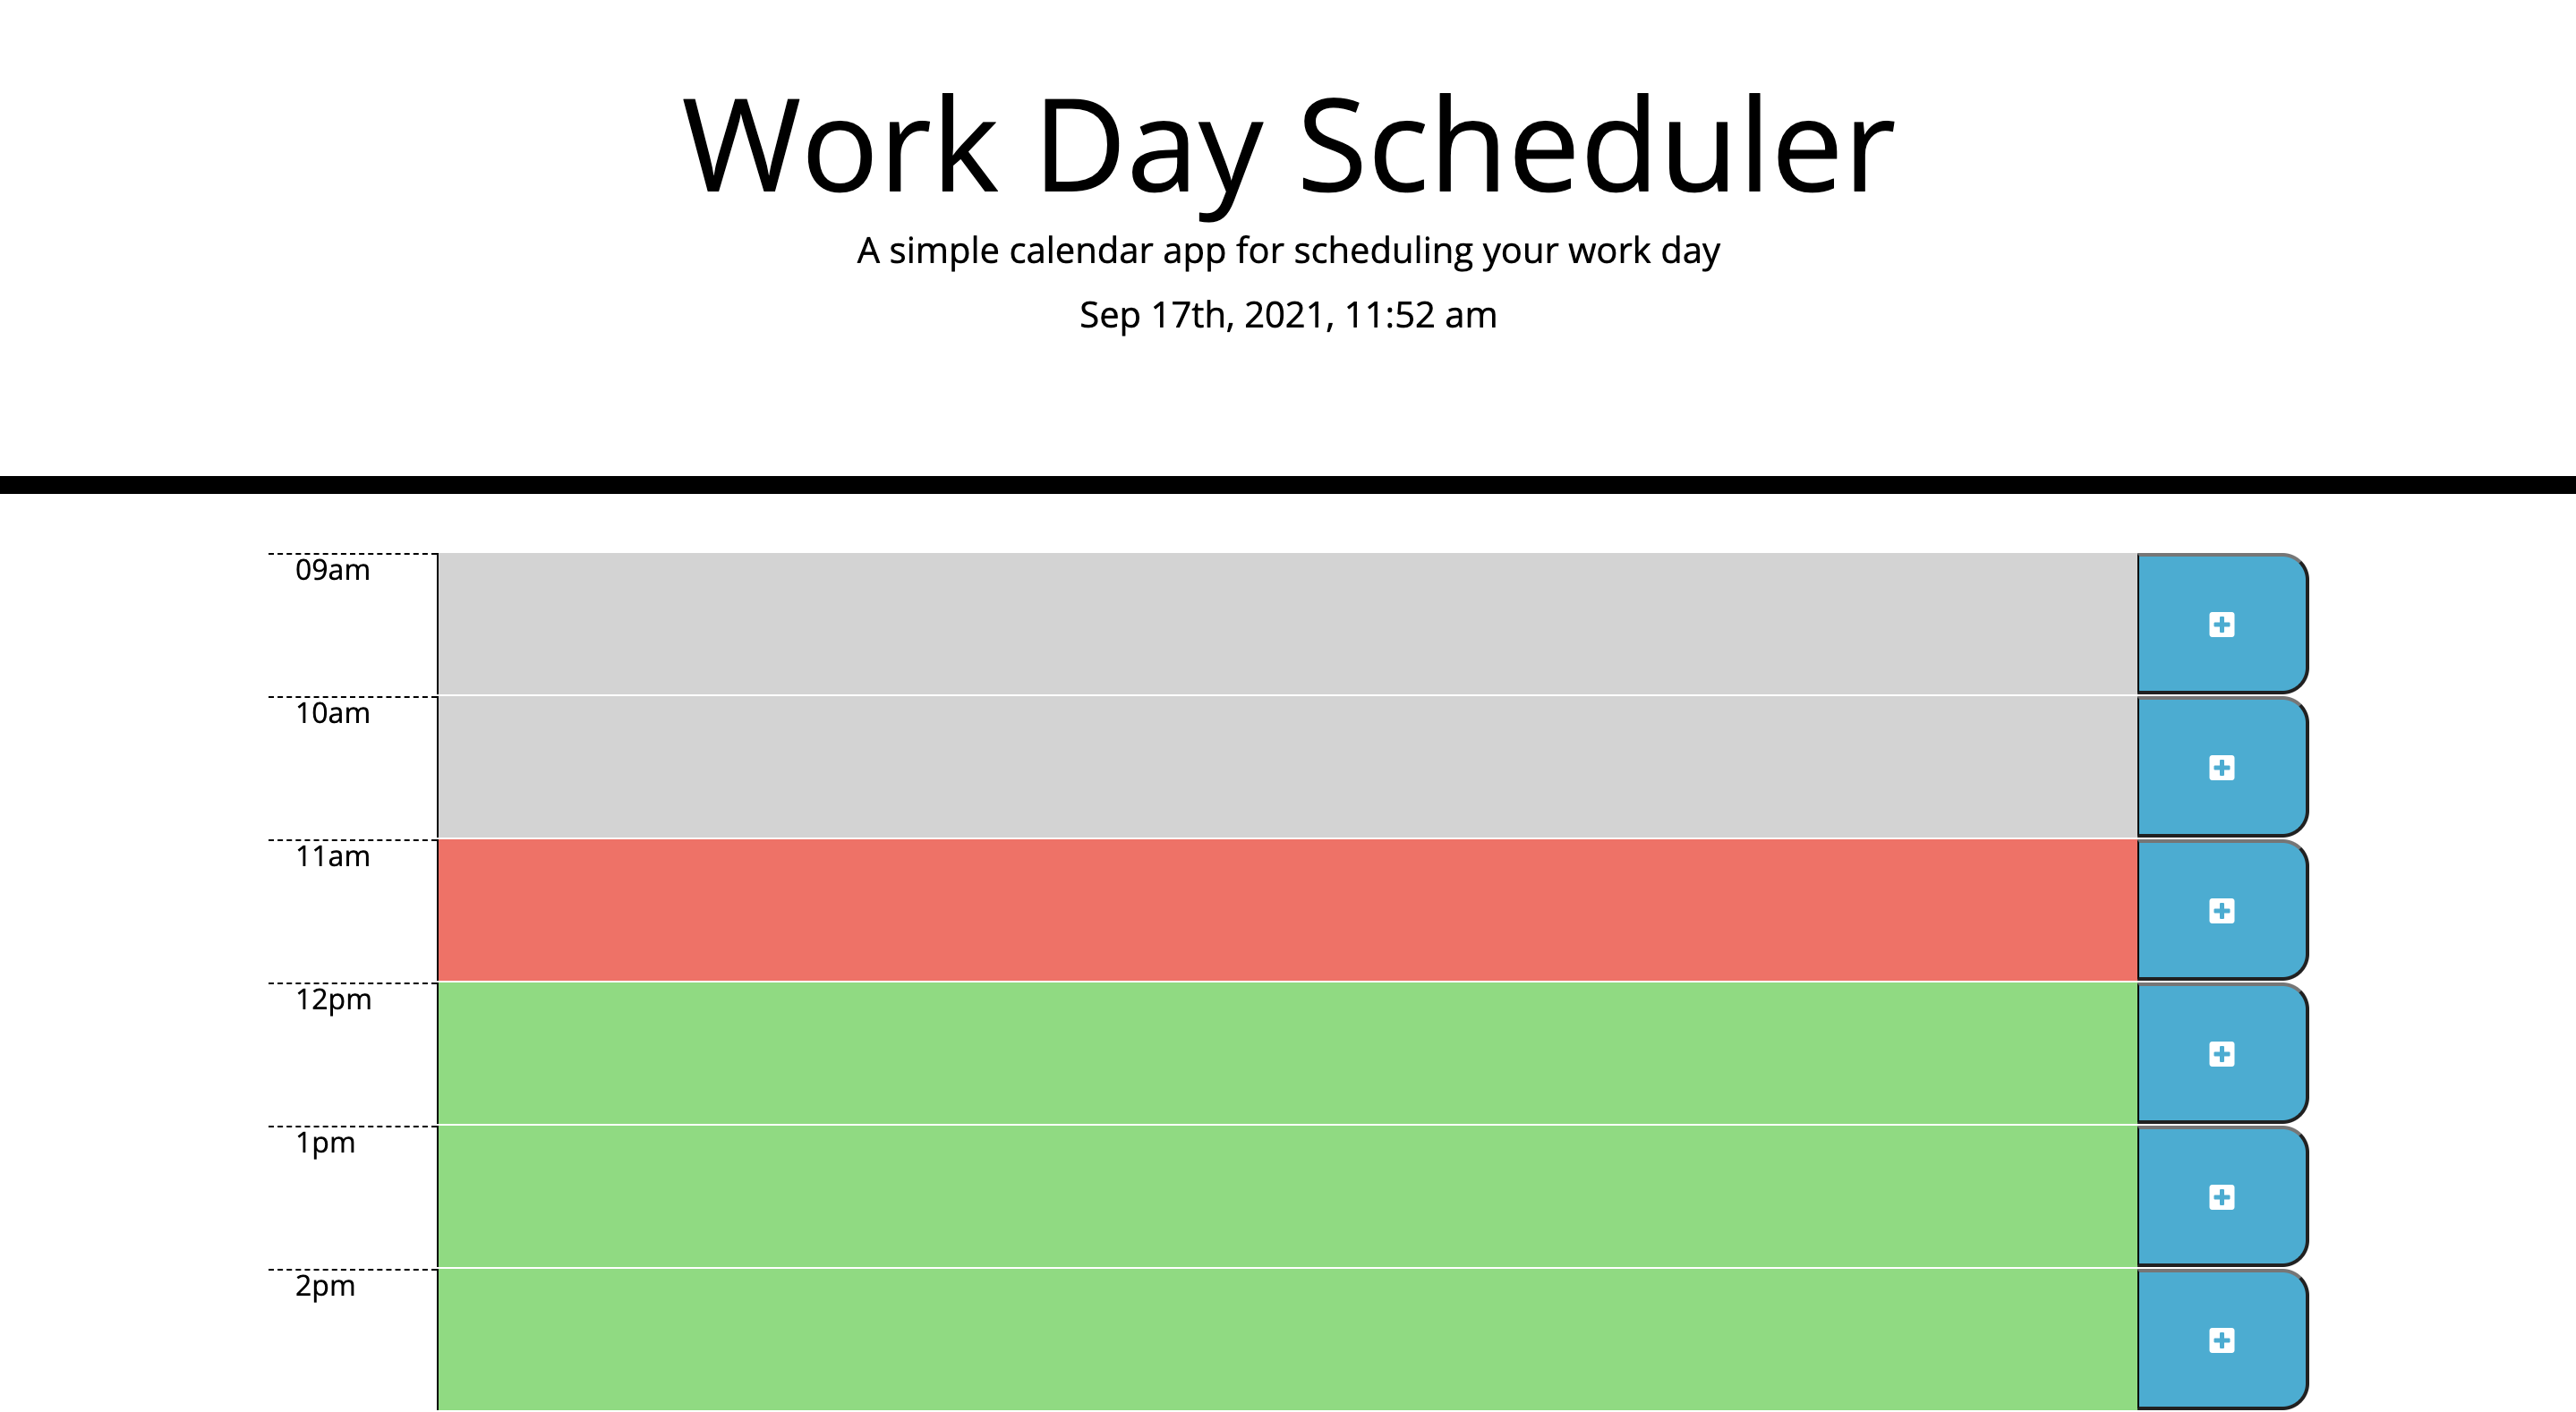 Work Day Scheduler
A simple calendar app for scheduling your work day
Sep 17th, 2021, 11:52 am
09am
10am
11am
12pm
1pm
2pm